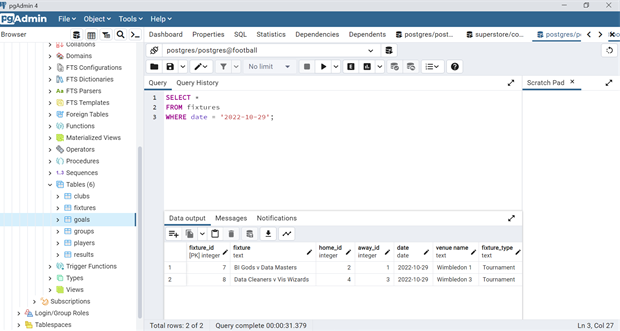 pgAdmin 4
pgAdmin File Object Tools Help
Browser
Dashboard Properties SQL Statistics Dependencies Dependents postgres/post... superstore/co... postgres/po
Collations
Domains
FTS Configurations
FTS Dictionaries
FTS Parsers
FTS Templates
Foreign Tables
Functions
Materialized Views
Operators
Procedures
Sequences
Tables (6)
clubs
fixtures
goals
groups
players
results
Trigger Functions
Types
Views
Subscriptions
Login/Group Roles
Tablespaces
postgres/postgres@football
No limit
Query Query History
Scratch Pad
1 SELECT *
2 FROM fixtures
3 WHERE date = '2022-10-29';
Data output Messages Notifications
fixture_id fixture home_id away_id date venue name fixture_type
[PK] integer text integer integer date text text
1 7 BI Gods v Data Masters 2 1 2022-10-29 Wimbledon 1 Tournament
2 8 Data Cleaners v Vis Wizards 4 3 2022-10-29 Wimbledon 3 Tournament
Total rows: 2 of 2 Query complete 00:00:31.379 Ln 3, Col 27